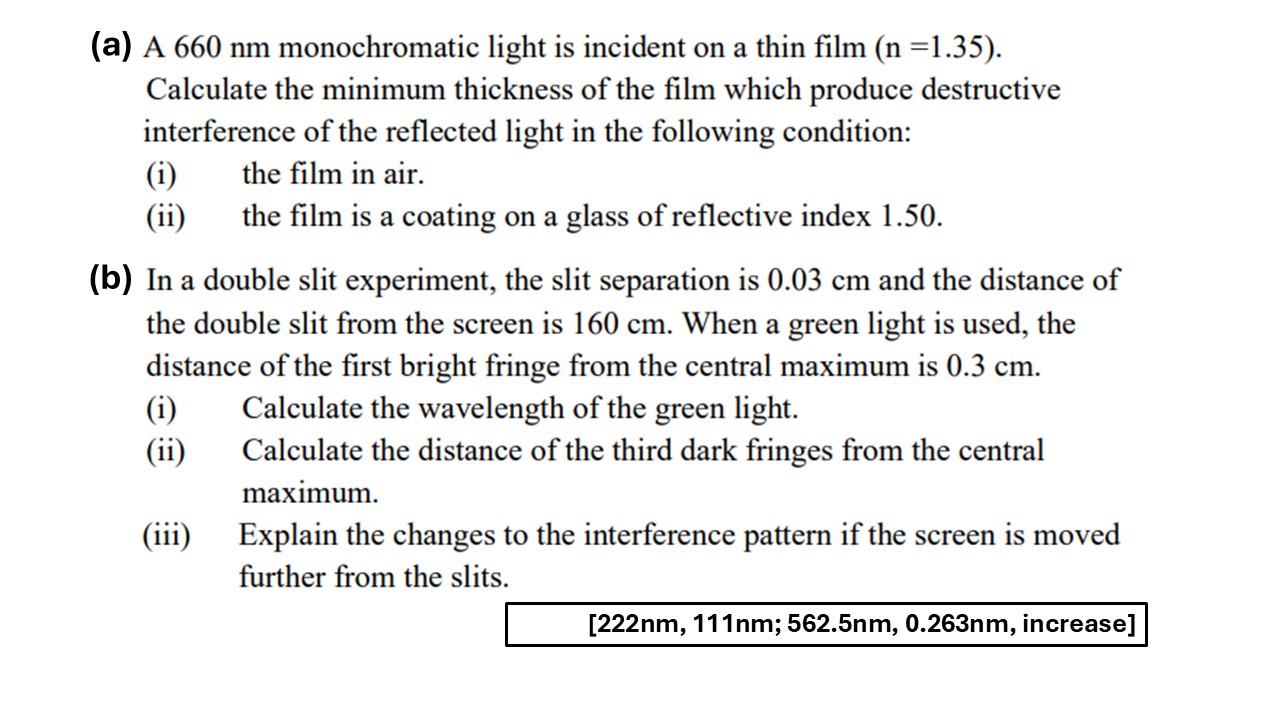 (a) A 660 nm monochromatic light is incident on a thin film (n =1.35).
Calculate the minimum thickness of the film which produce destructive
interference of the reflected light in the following condition:
(i) the film in air.
(ii) the film is a coating on a glass of reflective index 1.50.
(b) In a double slit experiment, the slit separation is 0.03 cm and the distance of
the double slit from the screen is 160 cm. When a green light is used, the
distance of the first bright fringe from the central maximum is 0.3 cm.
(i) Calculate the wavelength of the green light.
(ii) Calculate the distance of the third dark fringes from the central
maximum.
(iii) Explain the changes to the interference pattern if the screen is moved
further from the slits.
[222nm, 111nm; 562.5nm, 0.263nm, increase]